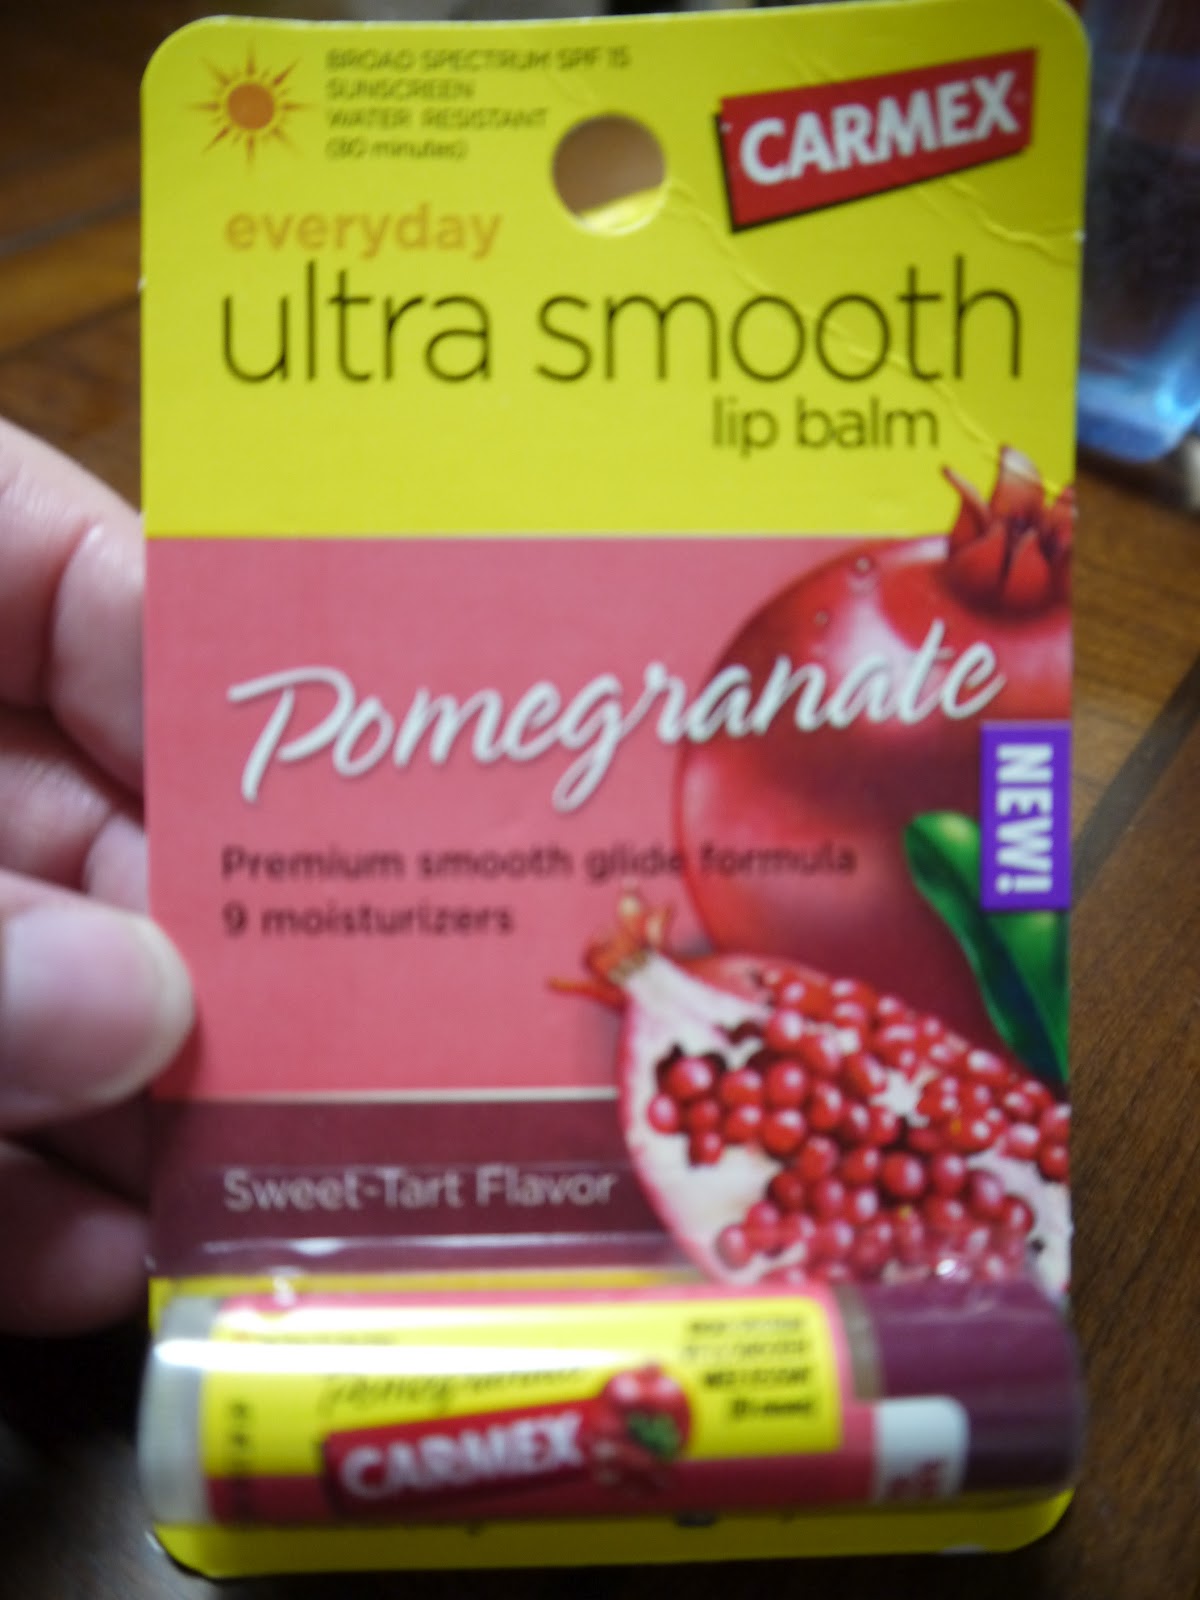 BROAD SPECTRUM SPF 15
SUNSCREEN
WATER RESISTANT
(80 minutes)
CARMEX
everyday
ultra smooth
lip balm
Pomegranate
NEW!
Premium smooth glide formula
9 moisturizers
Sweet-Tart Flavor
Pomegranate
CARMEX